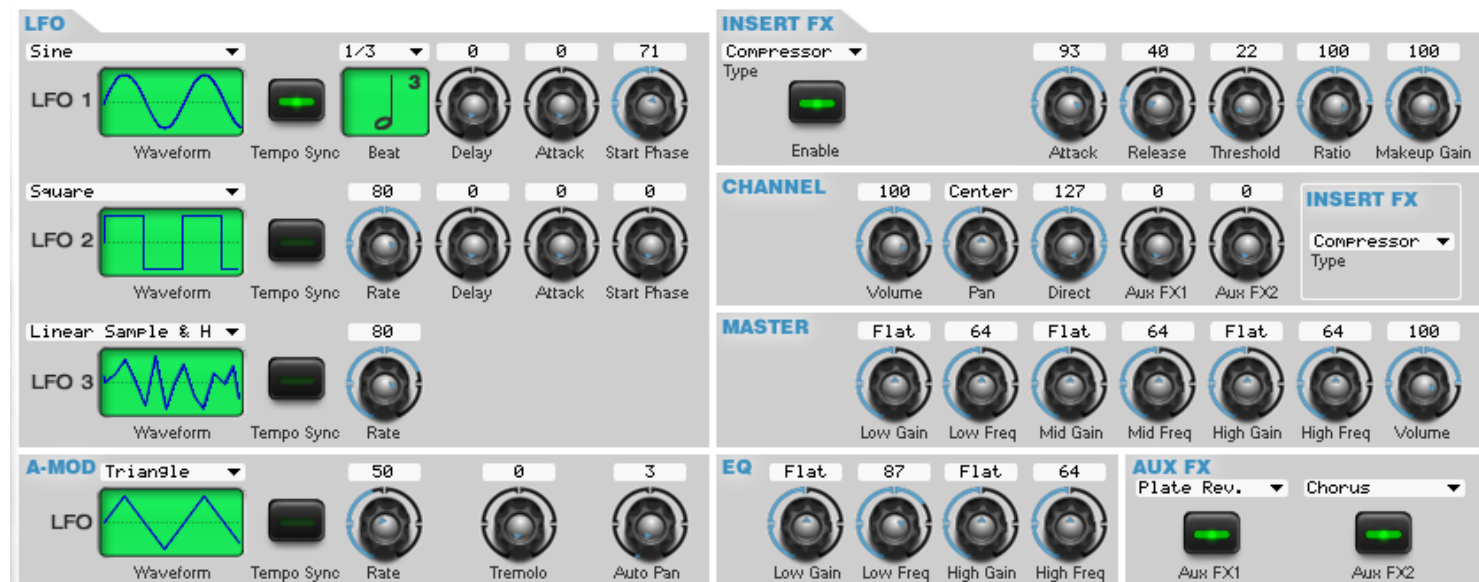 LFO
Sine 1/3 0 0 71
LFO 1 3
Waveform Tempo Sync Beat Delay Attack Start Phase
Square 80 0 0 0
LFO 2
Waveform Tempo Sync Rate Delay Attack Start Phase
Linear Sample & H 80
LFO 3
Waveform Tempo Sync Rate
A-MOD Triangle 50 0 3
LFO
Waveform Tempo Sync Rate Tremolo Auto Pan
INSERT FX
Compressor 93 40 22 100 100
Type
Enable Attack Release Threshold Ratio Makeup Gain
CHANNEL 100 Center 127 0 0
Volume Pan Direct Aux FX1 Aux FX2
INSERT FX
Compressor
Type
MASTER Flat 64 Flat 64 Flat 64 100
Low Gain Low Freq Mid Gain Mid Freq High Gain High Freq Volume
EQ Flat 87 Flat 64
Low Gain Low Freq High Gain High Freq
AUX FX
Plate Rev. Chorus
Aux FX1 Aux FX2